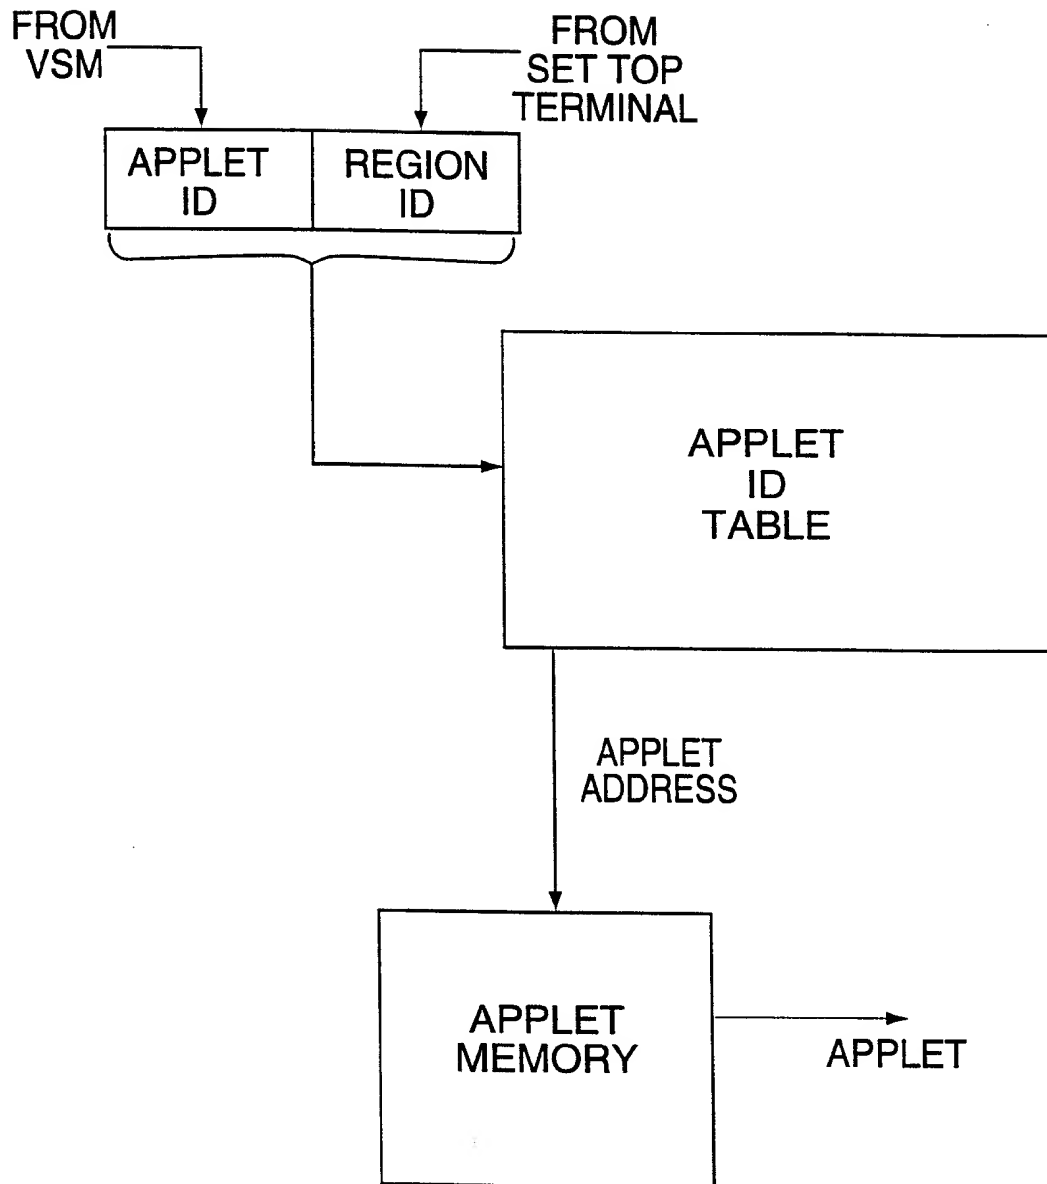 FROM
VSM
FROM
SET TOP
TERMINAL
APPLET
ID
REGION
ID
APPLET
ID
TABLE
APPLET
ADDRESS
APPLET
MEMORY
APPLET